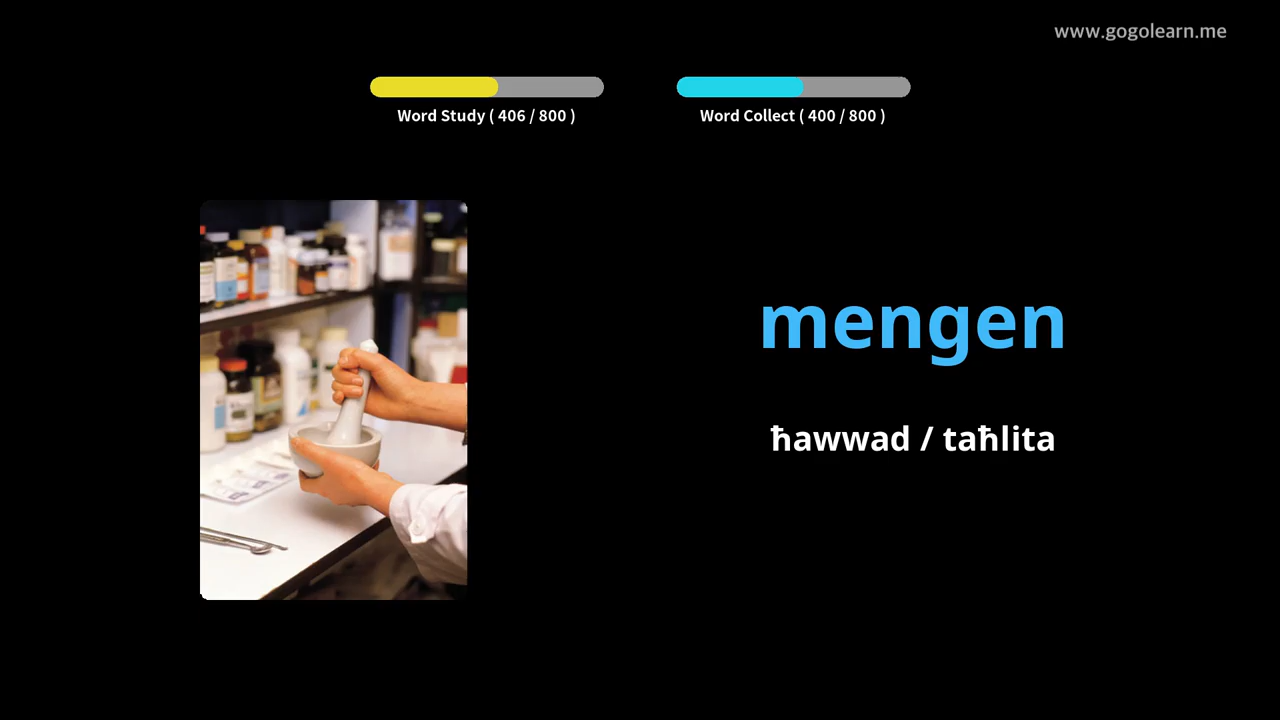 www.gogolearn.me
Word Study ( 406 / 800 )
Word Collect ( 400 / 800 )
mengen
ħawwad / taħlita